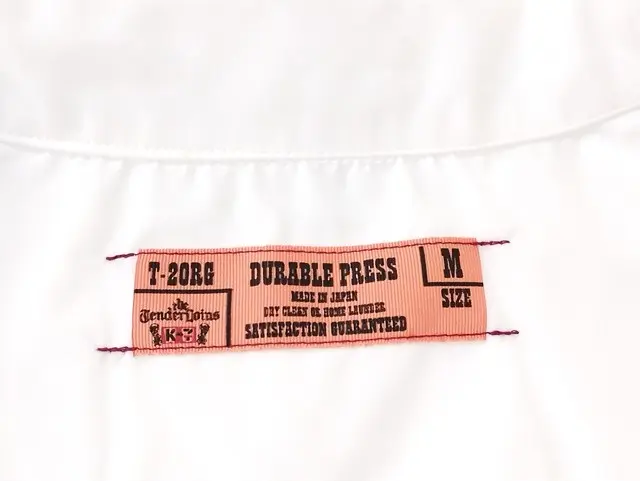 T-20RG
The
Tenderloins
DURABLE PRESS
MADE IN JAPAN
DRY CLEAN OR HOME LAUNDER
SATISFACTION GUARANTEED
M
SIZE